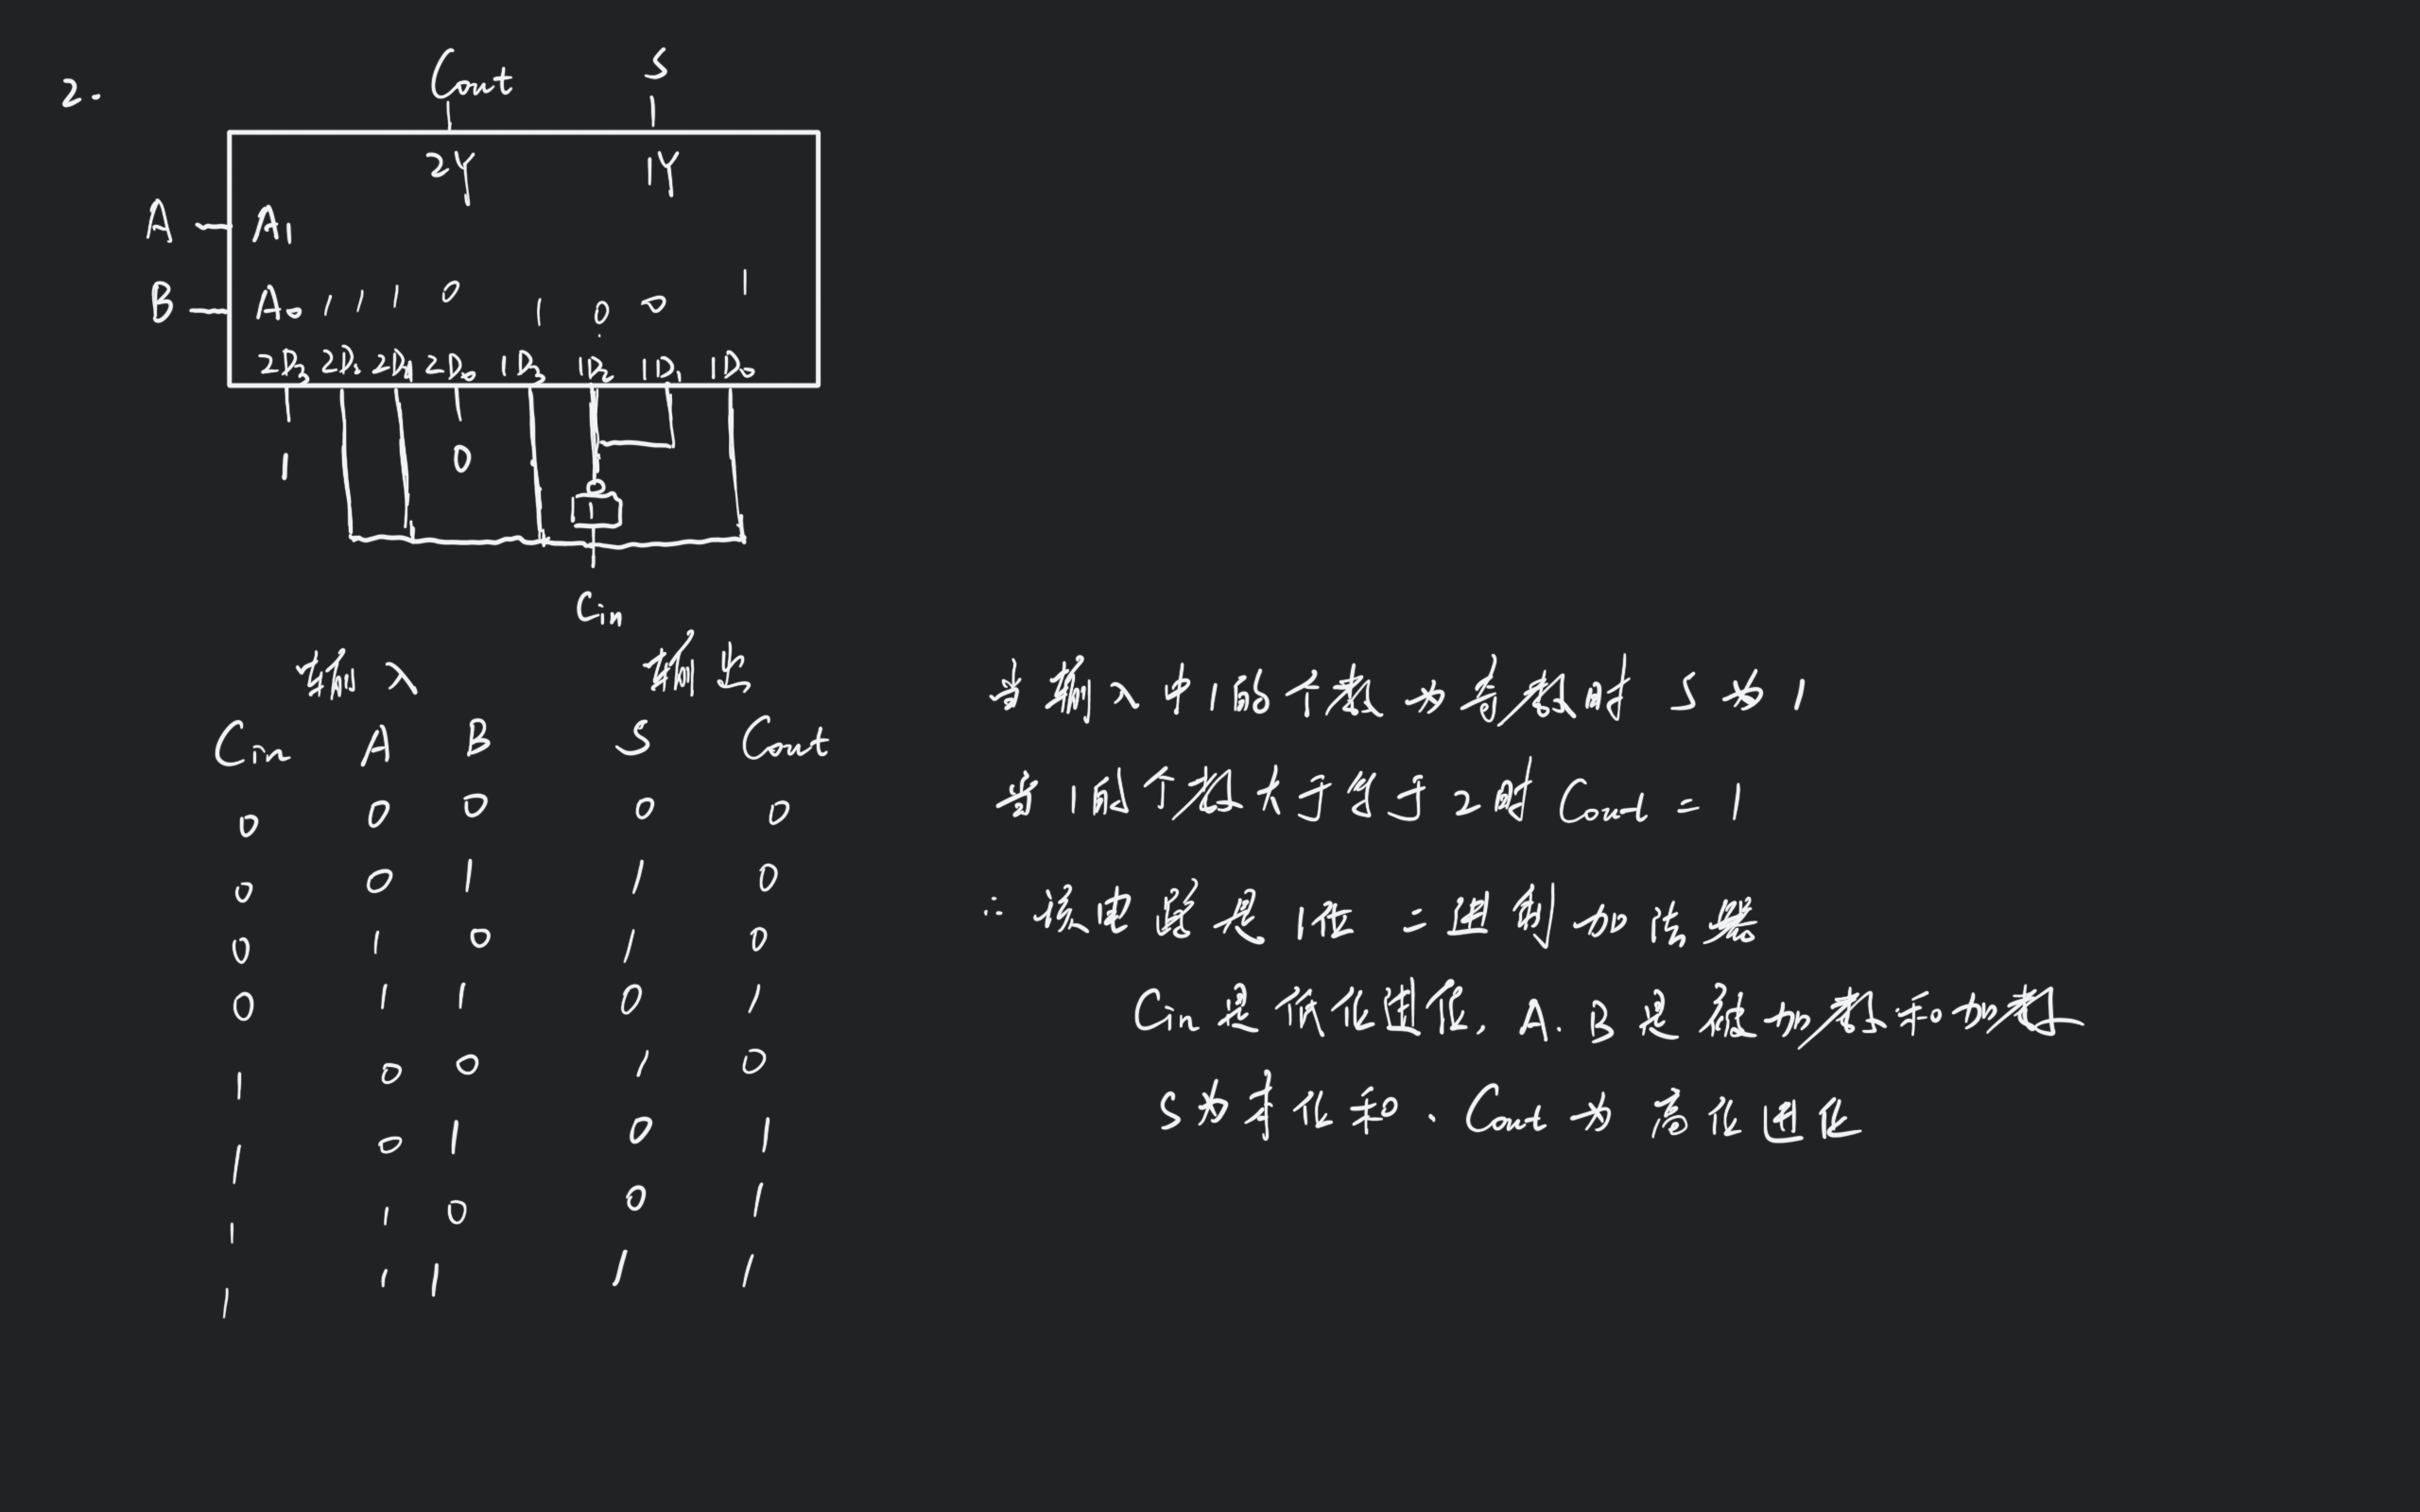 2.
Cout S
2Y 1Y
A A₁
B A₀ 1 1 1 0 1 0 0 1
2D₃ 2D₂ 2D₁ 2D₀ 1D₃ 1D₂ 1D₁ 1D₀
1 0
1
Cin
输入 输出
Cin A B S Cout
0 0 0 0 0
0 0 1 1 0
0 1 0 1 0
0 1 1 0 1
1 0 0 1 0
1 0 1 0 1
1 1 0 0 1
1 1 1 1 1
当输入中1的个数为奇数时 S为1
当1的个数大于等于2时 Cout = 1
∴该电路是1位二进制加法器
Cin是低位进位, A. B是被加数和加数
S为本位和、Cout为高位进位